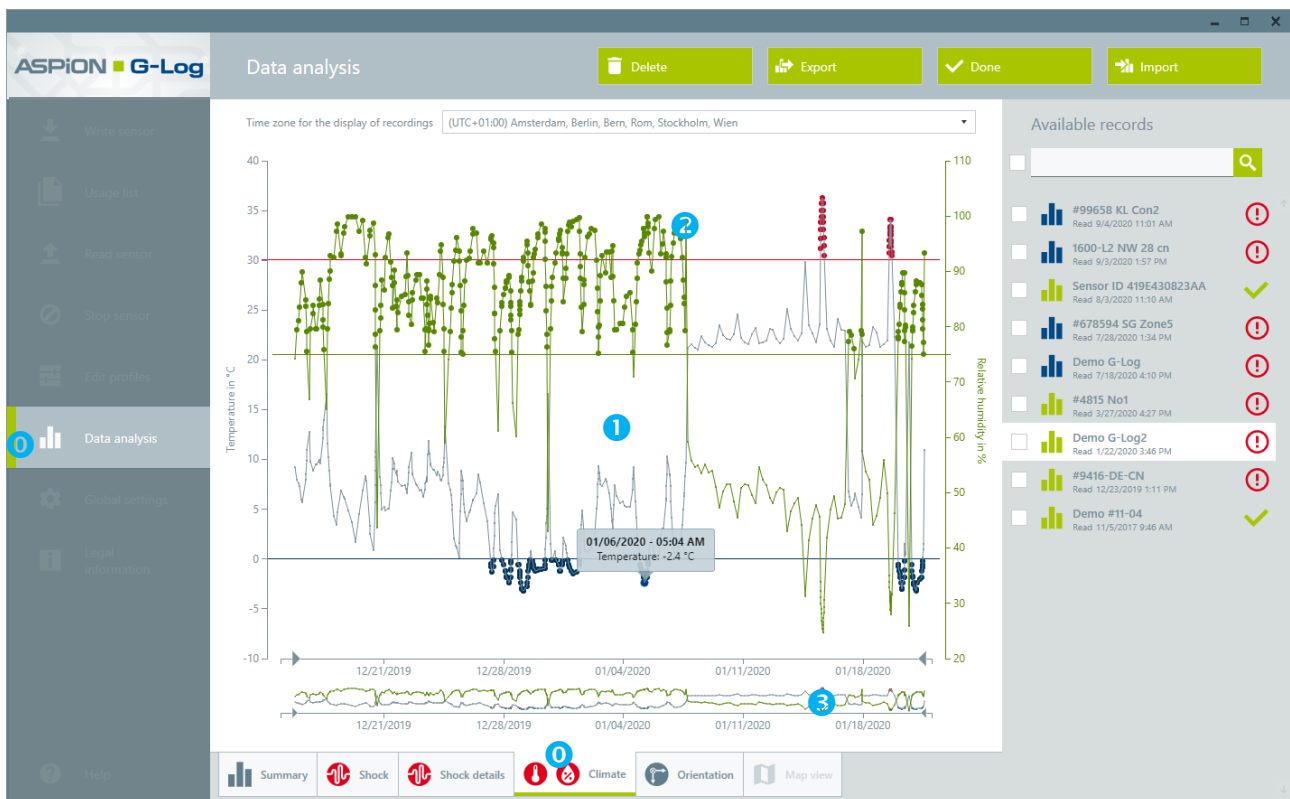 ASPION G-Log
Data analysis
Delete
Export
Done
Import
Write sensor
Usage list
Read sensor
Stop sensor
Edit profiles
0
Data analysis
Global settings
Legal
information
Help
Time zone for the display of recordings
(UTC+01:00) Amsterdam, Berlin, Bern, Rom, Stockholm, Wien
40
35
30
25
20
15
10
5
0
-5
-10
Temperature in °C
110
100
90
80
70
60
50
40
30
20
Relative humidity in %
2
1
01/06/2020 - 05:04 AM
Temperature: -2.4 °C
12/21/2019 12/28/2019 01/04/2020 01/11/2020 01/18/2020
3
12/21/2019 12/28/2019 01/04/2020 01/11/2020 01/18/2020
0
Summary
Shock
Shock details
%
Climate
Orientation
Map view
Available records
#99658 KL Con2
Read 9/4/2020 11:01 AM
1600-L2 NW 28 cn
Read 9/3/2020 1:57 PM
Sensor ID 419E430823AA
Read 8/3/2020 11:10 AM
#678594 SG Zone5
Read 7/28/2020 1:34 PM
Demo G-Log
Read 7/18/2020 4:10 PM
#4815 No1
Read 3/27/2020 4:27 PM
Demo G-Log2
Read 1/22/2020 3:46 PM
#9416-DE-CN
Read 12/23/2019 1:11 PM
Demo #11-04
Read 11/5/2017 9:46 AM